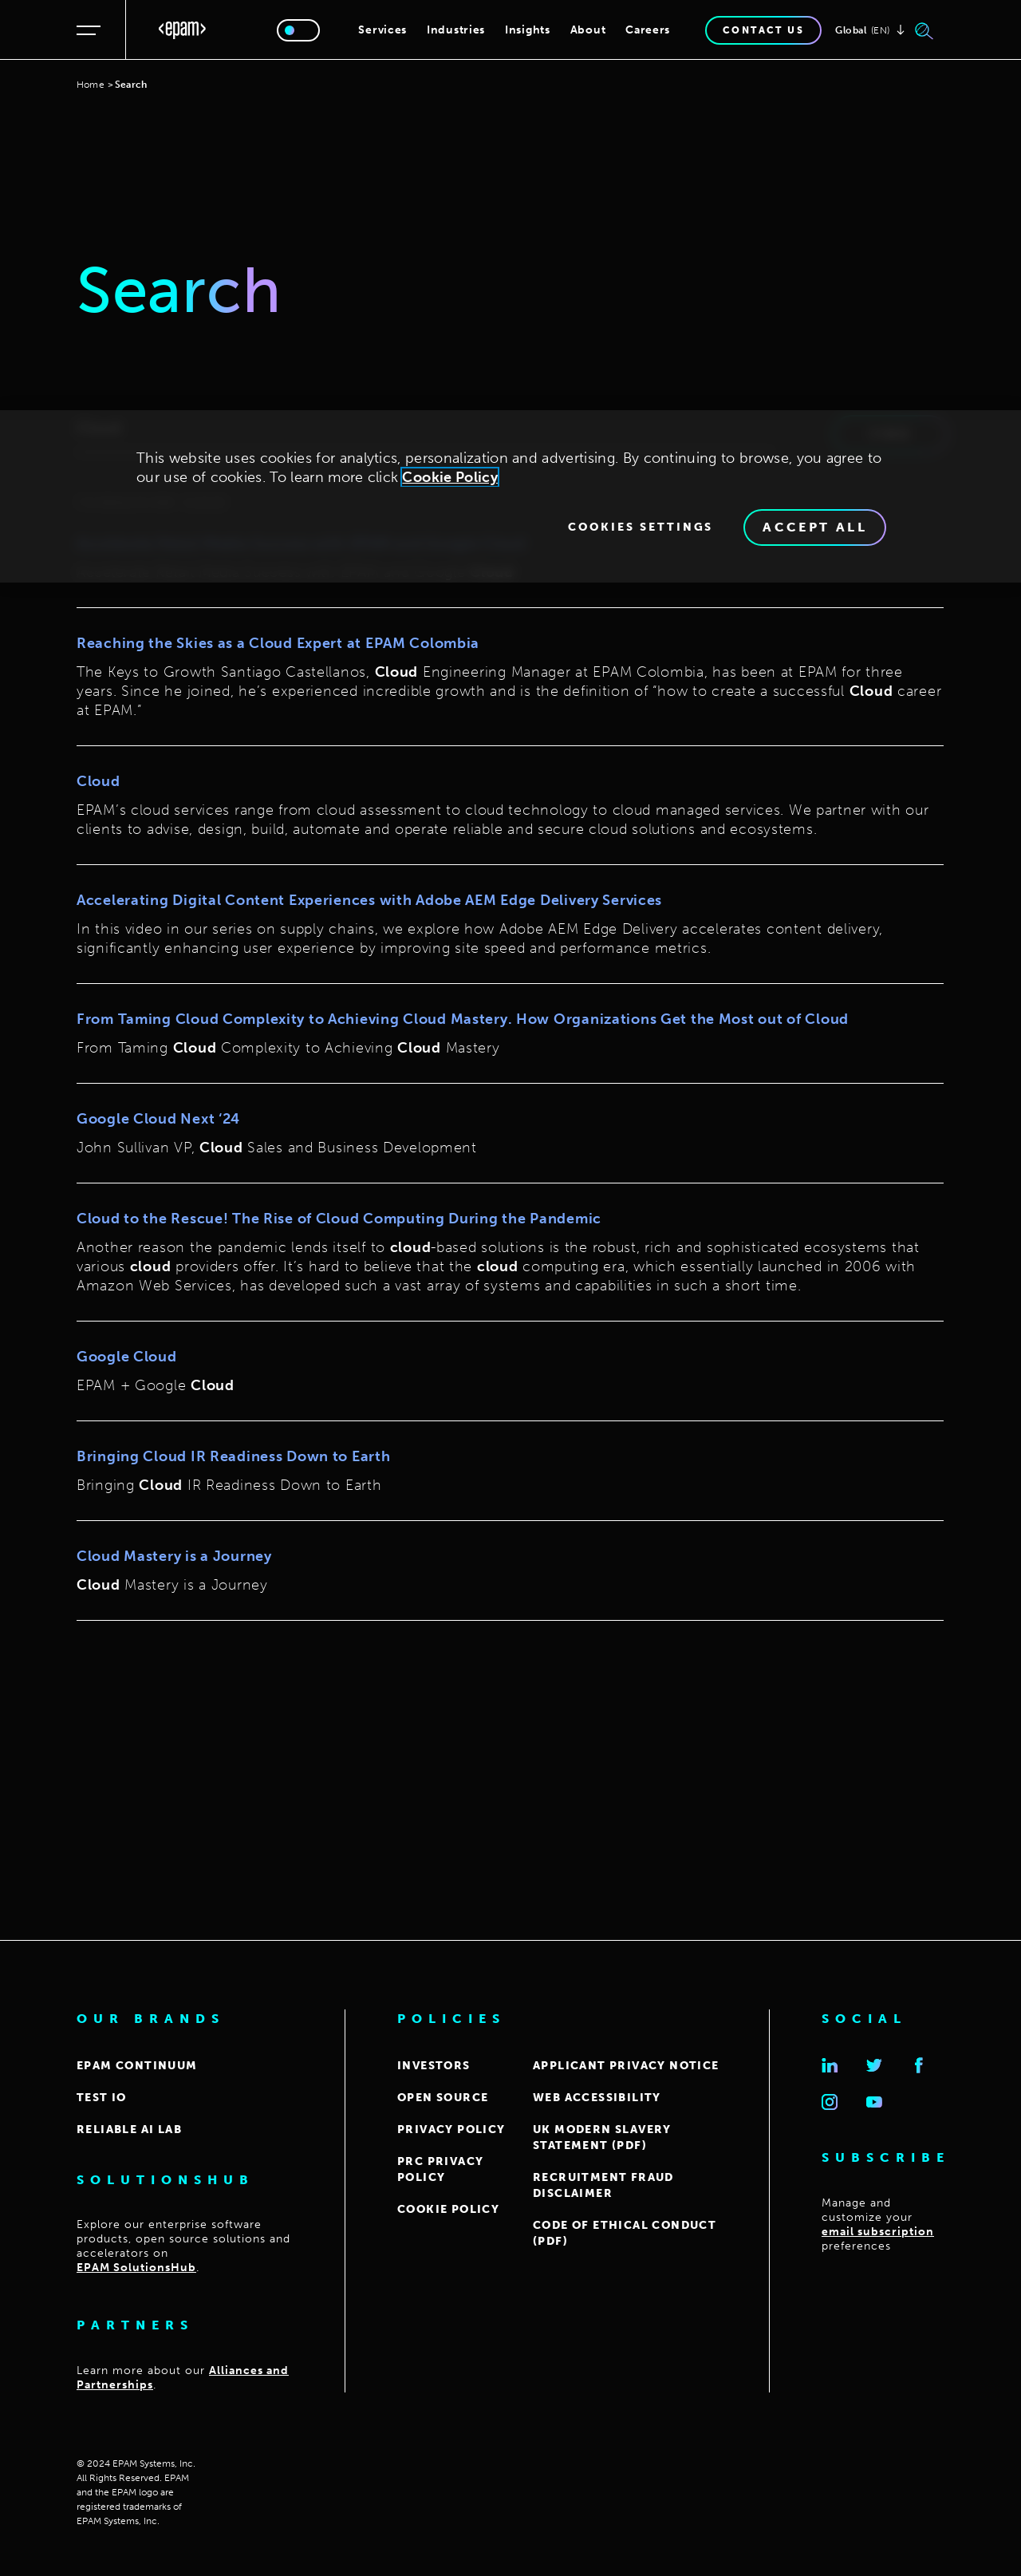 <epam>
Services Industries Insights About Careers
CONTACT US
Global (EN)
Home > Search
Search
This website uses cookies for analytics, personalization and advertising. By continuing to browse, you agree to
our use of cookies. To learn more click Cookie Policy
COOKIES SETTINGS
ACCEPT ALL
Reaching the Skies as a Cloud Expert at EPAM Colombia
The Keys to Growth Santiago Castellanos, Cloud Engineering Manager at EPAM Colombia, has been at EPAM for three
years. Since he joined, he’s experienced incredible growth and is the definition of “how to create a successful Cloud career
at EPAM.”
Cloud
EPAM’s cloud services range from cloud assessment to cloud technology to cloud managed services. We partner with our
clients to advise, design, build, automate and operate reliable and secure cloud solutions and ecosystems.
Accelerating Digital Content Experiences with Adobe AEM Edge Delivery Services
In this video in our series on supply chains, we explore how Adobe AEM Edge Delivery accelerates content delivery,
significantly enhancing user experience by improving site speed and performance metrics.
From Taming Cloud Complexity to Achieving Cloud Mastery. How Organizations Get the Most out of Cloud
From Taming Cloud Complexity to Achieving Cloud Mastery
Google Cloud Next ’24
John Sullivan VP, Cloud Sales and Business Development
Cloud to the Rescue! The Rise of Cloud Computing During the Pandemic
Another reason the pandemic lends itself to cloud-based solutions is the robust, rich and sophisticated ecosystems that
various cloud providers offer. It’s hard to believe that the cloud computing era, which essentially launched in 2006 with
Amazon Web Services, has developed such a vast array of systems and capabilities in such a short time.
Google Cloud
EPAM + Google Cloud
Bringing Cloud IR Readiness Down to Earth
Bringing Cloud IR Readiness Down to Earth
Cloud Mastery is a Journey
Cloud Mastery is a Journey
OUR BRANDS
EPAM CONTINUUM
TEST IO
RELIABLE AI LAB
SOLUTIONSHUB
Explore our enterprise software
products, open source solutions and
accelerators on
EPAM SolutionsHub.
PARTNERS
Learn more about our Alliances and
Partnerships.
POLICIES
INVESTORS
OPEN SOURCE
PRIVACY POLICY
PRC PRIVACY
POLICY
COOKIE POLICY
APPLICANT PRIVACY NOTICE
WEB ACCESSIBILITY
UK MODERN SLAVERY
STATEMENT (PDF)
RECRUITMENT FRAUD
DISCLAIMER
CODE OF ETHICAL CONDUCT
(PDF)
SOCIAL
SUBSCRIBE
Manage and
customize your
email subscription
preferences
© 2024 EPAM Systems, Inc.
All Rights Reserved. EPAM
and the EPAM logo are
registered trademarks of
EPAM Systems, Inc.